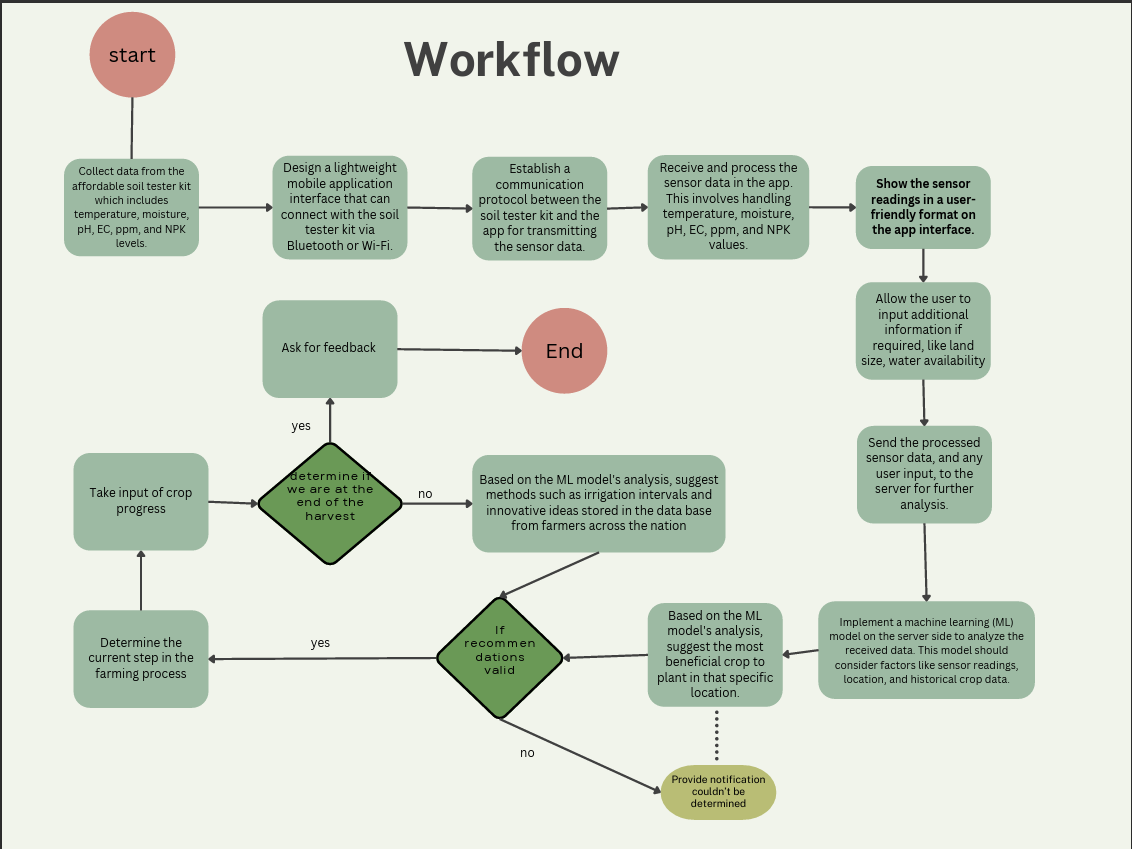 start
Workflow
Collect data from the
affordable soil tester kit
which includes
temperature, moisture,
pH, EC, ppm, and NPK
levels.
Design a lightweight
mobile application
interface that can
connect with the soil
tester kit via
Bluetooth or Wi-Fi.
Establish a
communication
protocol between the
soil tester kit and the
app for transmitting
the sensor data.
Receive and process the
sensor data in the app.
This involves handling
temperature, moisture,
pH, EC, ppm, and NPK
values.
Show the sensor
readings in a user-
friendly format on
the app interface.
Allow the user to
input additional
information if
required, like land
size, water availability
Send the processed
sensor data, and any
user input, to the
server for further
analysis.
Implement a machine learning (ML)
model on the server side to analyze the
received data. This model should
consider factors like sensor readings,
location, and historical crop data.
Based on the ML
model's analysis,
suggest the most
beneficial crop to
plant in that specific
location.
Provide notification
couldn't be
determined
If
recommen
dations
valid
no
yes
Determine the
current step in the
farming process
Take input of crop
progress
determine if
we are at the
end of the
harvest
no
Based on the ML model's analysis, suggest
methods such as irrigation intervals and
innovative ideas stored in the data base
from farmers across the nation
yes
Ask for feedback
End